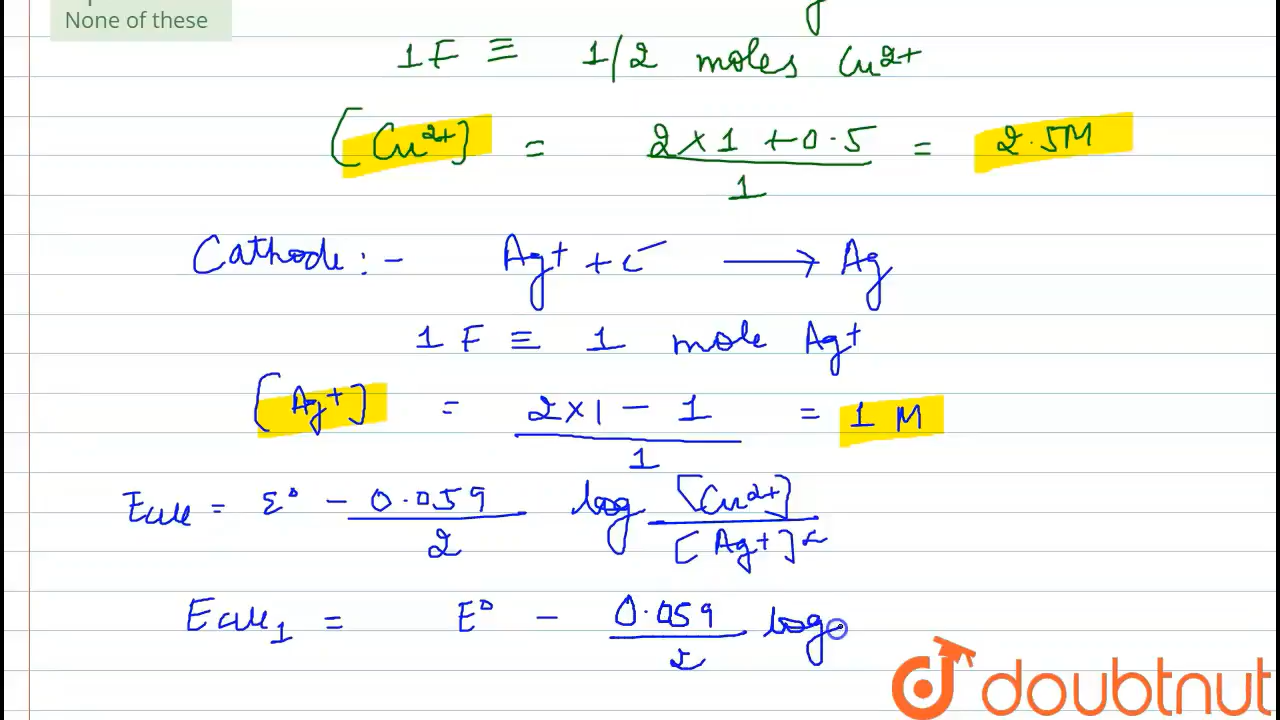 None of these
1 F ≡ 1/2 moles Cu2+
[Cu2+] = 2×1 +0.5 / 1 = 2.5M
Cathode :- Ag+ + e- ⟶ Ag
1 F ≡ 1 mole Ag+
[Ag+] = 2×1 - 1 / 1 = 1 M
Ecell = E° - 0.059 / 2 log [Cu2+] / [Ag+]2
Ecell1 = E° - 0.059 / 2 log
doubtnut